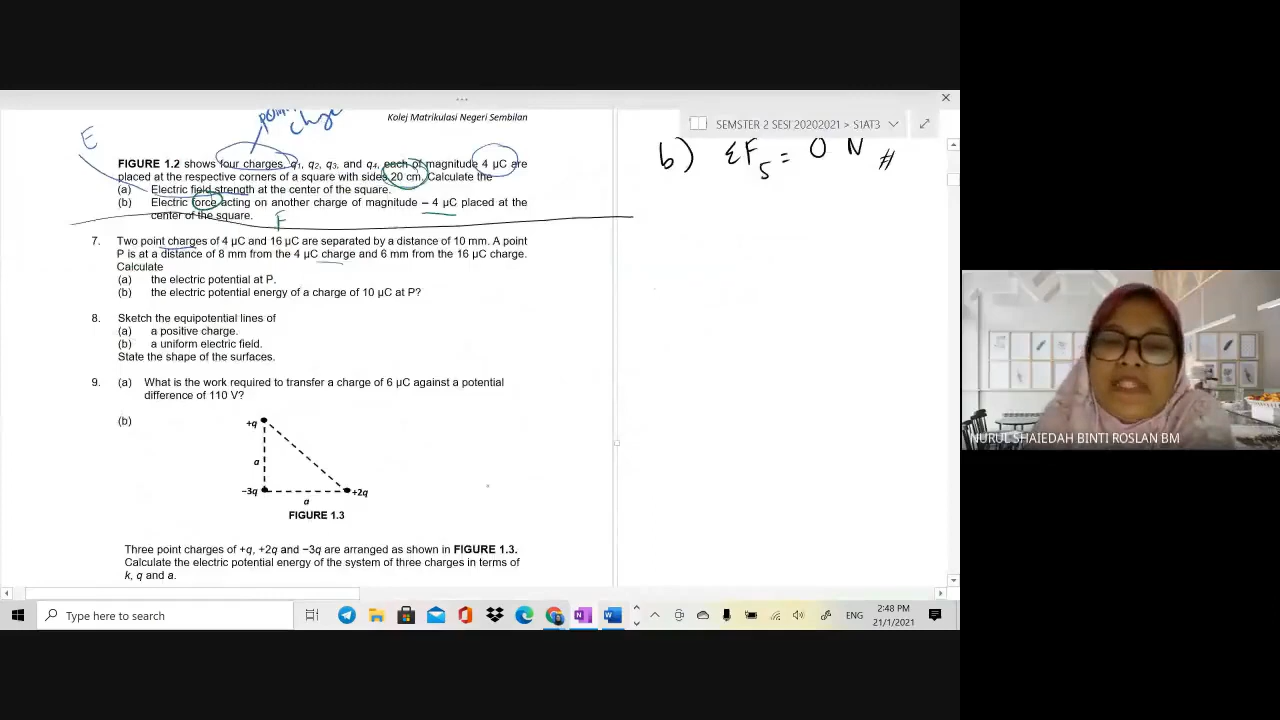 Kolej Matrikulasi Negeri Sembilan
SEMSTER 2 SESI 20202021 > S1AT3
E
b) ΣF5 = 0 N #
FIGURE 1.2 shows four charges, q1, q2, q3, and q4, each of magnitude 4 µC are
placed at the respective corners of a square with sides 20 cm. Calculate the
(a) Electric field strength at the center of the square.
(b) Electric force acting on another charge of magnitude – 4 µC placed at the
center of the square.
F
7. Two point charges of 4 µC and 16 µC are separated by a distance of 10 mm. A point
P is at a distance of 8 mm from the 4 µC charge and 6 mm from the 16 µC charge.
Calculate
(a) the electric potential at P.
(b) the electric potential energy of a charge of 10 µC at P?
8. Sketch the equipotential lines of
(a) a positive charge.
(b) a uniform electric field.
State the shape of the surfaces.
9. (a) What is the work required to transfer a charge of 6 µC against a potential
difference of 110 V?
(b)
+q
a
−3q
+2q
a
FIGURE 1.3
Three point charges of +q, +2q and −3q are arranged as shown in FIGURE 1.3.
Calculate the electric potential energy of the system of three charges in terms of
k, q and a.
NURUL SHAIEDAH BINTI ROSLAN BM
Type here to search
ENG
2:48 PM
21/1/2021